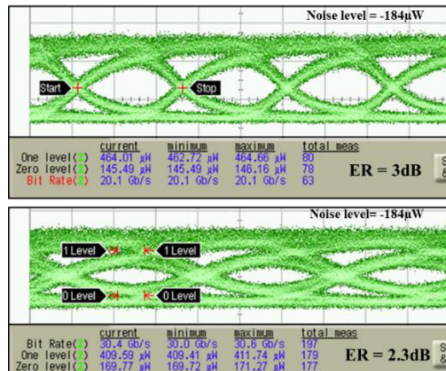 Noise level = -184µW
Start
Stop
current minimum maximum total meas
One level(2) 464.01 µW 462.72 µW 464.66 µW 80
Zero level(2) 145.49 µW 145.49 µW 146.16 µW 78
Bit Rate(2) 20.1 Gb/s 20.1 Gb/s 20.1 Gb/s 63
ER = 3dB
Noise level= -184µW
1 Level 1 Level
0 Level 0 Level
current minimum maximum total meas
Bit Rate(2) 30.4 Gb/s 30.0 Gb/s 30.6 Gb/s 197
One level(2) 409.59 µW 409.41 µW 411.74 µW 179
Zero level(2) 169.77 µW 169.72 µW 171.27 µW 177
ER = 2.3dB